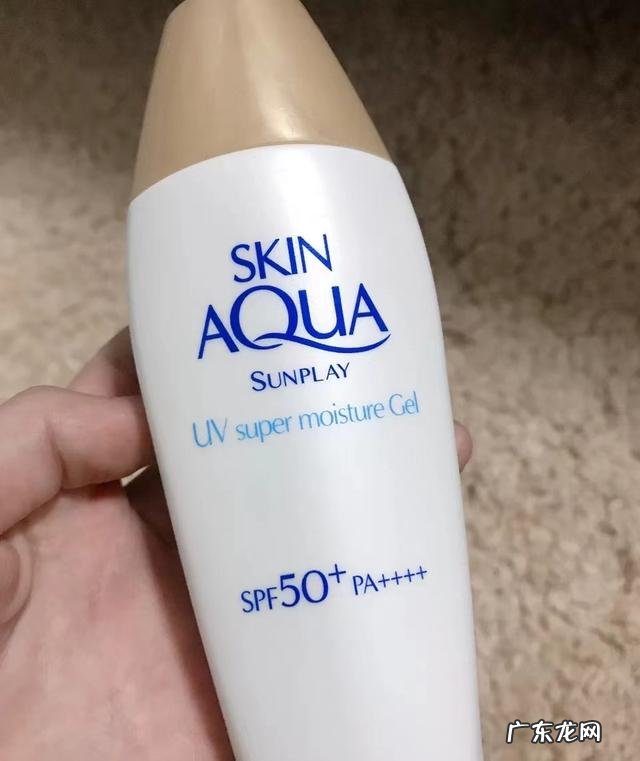 SKIN
AQUA
SUNPLAY
UV super moisture Gel
SPF50+ PA++++
广东龙网